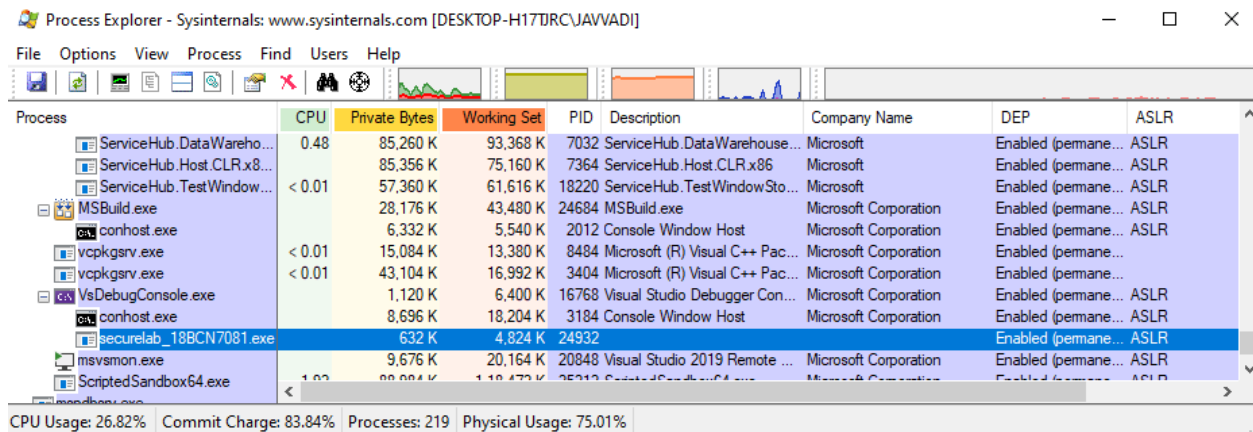 Process Explorer - Sysinternals: www.sysinternals.com [DESKTOP-H17TJRC\JAVVADI]
File Options View Process Find Users Help
Process CPU Private Bytes Working Set PID Description Company Name DEP ASLR
ServiceHub.DataWareho... 0.48 85,260 K 93,368 K 7032 ServiceHub.DataWarehouse... Microsoft Enabled (permane... ASLR
ServiceHub.Host.CLR.x8... 85,356 K 75,160 K 7364 ServiceHub.Host.CLR.x86 Microsoft Enabled (permane... ASLR
ServiceHub.TestWindow... < 0.01 57,360 K 61,616 K 18220 ServiceHub.TestWindowSto... Microsoft Enabled (permane... ASLR
MSBuild.exe 28,176 K 43,480 K 24684 MSBuild.exe Microsoft Corporation Enabled (permane... ASLR
conhost.exe 6,332 K 5,540 K 2012 Console Window Host Microsoft Corporation Enabled (permane... ASLR
vcpkgsrv.exe < 0.01 15,084 K 13,380 K 8484 Microsoft (R) Visual C++ Pac... Microsoft Corporation Enabled (permane...
vcpkgsrv.exe < 0.01 43,104 K 16,992 K 3404 Microsoft (R) Visual C++ Pac... Microsoft Corporation Enabled (permane...
VsDebugConsole.exe 1,120 K 6,400 K 16768 Visual Studio Debugger Con... Microsoft Corporation Enabled (permane... ASLR
conhost.exe 8,696 K 18,204 K 3184 Console Window Host Microsoft Corporation Enabled (permane... ASLR
securelab_18BCN7081.exe 632 K 4,824 K 24932 Enabled (permane... ASLR
msvsmon.exe 9,676 K 20,164 K 20848 Visual Studio 2019 Remote ... Microsoft Corporation Enabled (permane... ASLR
ScriptedSandbox64.exe
CPU Usage: 26.82% Commit Charge: 83.84% Processes: 219 Physical Usage: 75.01%